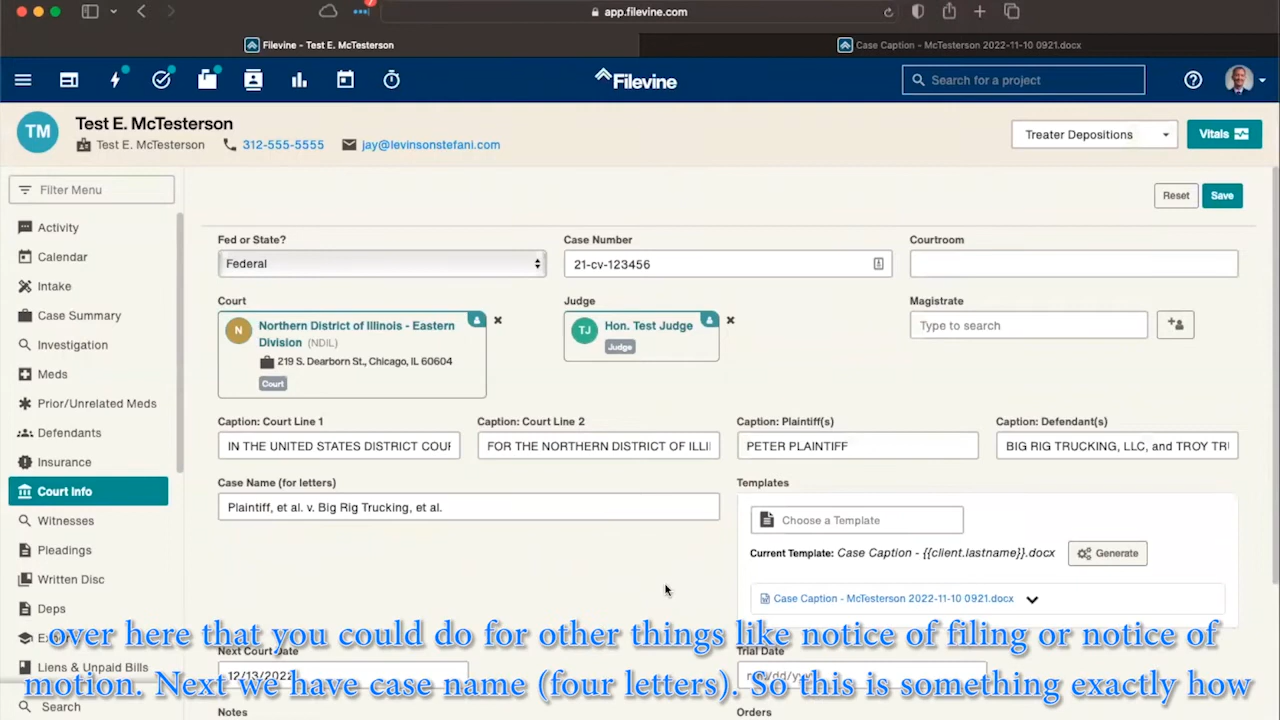 app.filevine.com
Filevine - Test E. McTesterson
Case Caption - McTesterson 2022-11-10 0921.docx
Filevine
Search for a project
TM
Test E. McTesterson
Test E. McTesterson
312-555-5555
jay@levinsonstefani.com
Treater Depositions
Vitals
Filter Menu
Reset
Save
Activity
Calendar
Intake
Case Summary
Investigation
Meds
Prior/Unrelated Meds
Defendants
Insurance
Court Info
Witnesses
Pleadings
Written Disc
Deps
Liens & Unpaid Bills
Search
Fed or State?
Federal
Case Number
21-cv-123456
Courtroom
Court
N
Northern District of Illinois - Eastern
Division (NDIL)
219 S. Dearborn St., Chicago, IL 60604
Court
Judge
TJ
Hon. Test Judge
Judge
Magistrate
Type to search
Caption: Court Line 1
IN THE UNITED STATES DISTRICT COUR
Caption: Court Line 2
FOR THE NORTHERN DISTRICT OF ILLI
Caption: Plaintiff(s)
PETER PLAINTIFF
Caption: Defendant(s)
BIG RIG TRUCKING, LLC, and TROY TRU
Case Name (for letters)
Plaintiff, et al. v. Big Rig Trucking, et al.
Templates
Choose a Template
Current Template: Case Caption - {{client.lastname}}.docx
Generate
Case Caption - McTesterson 2022-11-10 0921.docx
Next Court Date
12/13/2022
Trial Date
Notes
Orders
over here that you could do for other things like notice of filing or notice of
motion. Next we have case name (four letters). So this is something exactly how